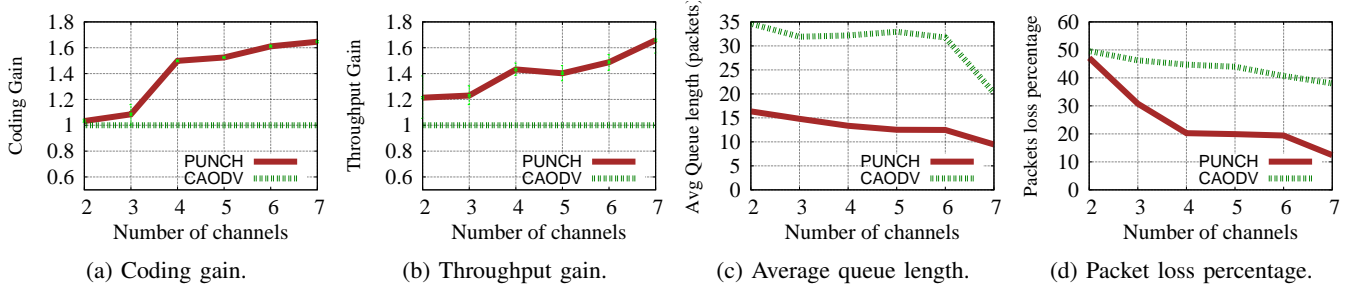 Coding Gain
1.8
1.6
1.4
1.2
1
0.8
0.6
PUNCH
CAODV
2 3 4 5 6 7
Number of channels
(a) Coding gain.
Throughput Gain
1.8
1.6
1.4
1.2
1
0.8
0.6
PUNCH
CAODV
2 3 4 5 6 7
Number of channels
(b) Throughput gain.
Avg Queue length (packets)
35
30
25
20
15
10
5
0
PUNCH
CAODV
2 3 4 5 6 7
Number of channels
(c) Average queue length.
Packets loss percentage
60
50
40
30
20
10
0
PUNCH
CAODV
2 3 4 5 6 7
Number of channels
(d) Packet loss percentage.